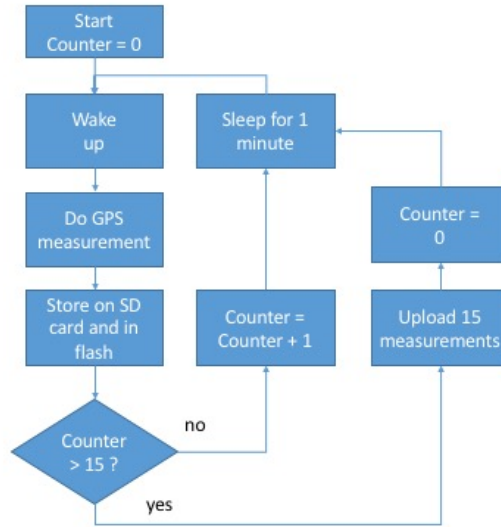 Start
Counter = 0
Wake
up
Sleep for 1
minute
Do GPS
measurement
Counter =
0
Store on SD
card and in
flash
Counter =
Counter + 1
Upload 15
measurements
Counter
> 15 ?
no
yes